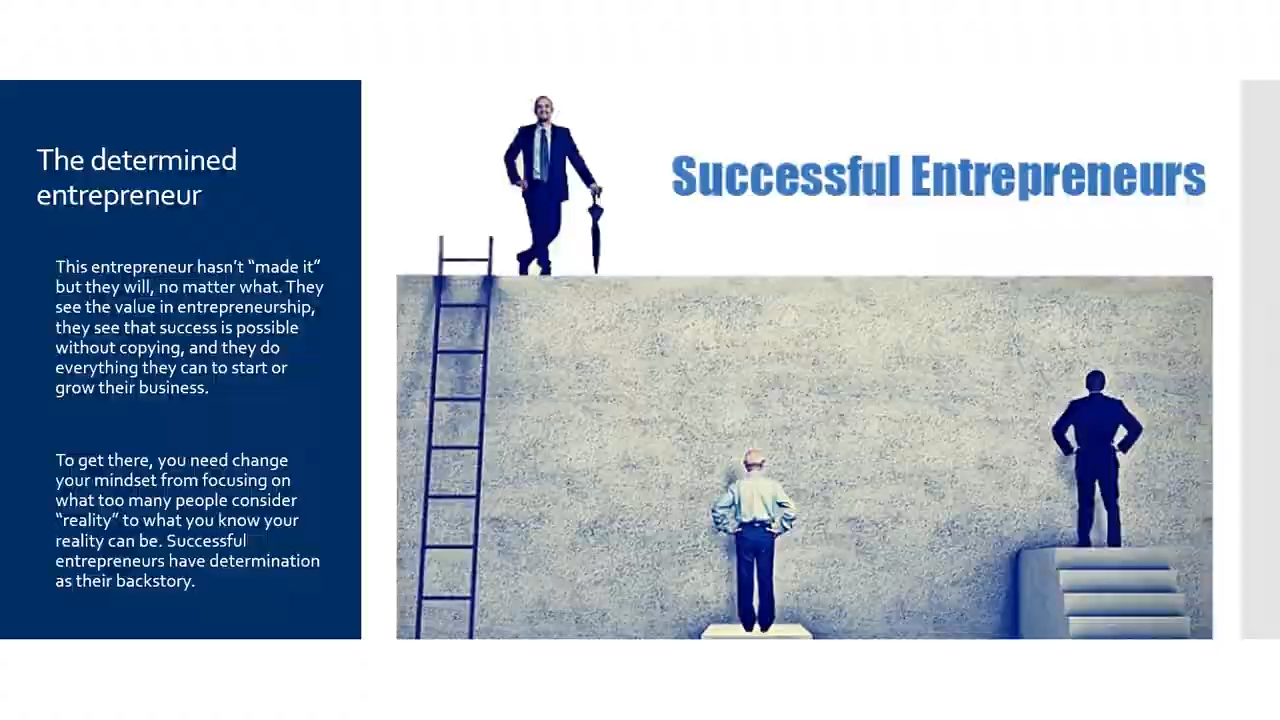 The determined
entrepreneur
This entrepreneur hasn't “made it”
but they will, no matter what. They
see the value in entrepreneurship,
they see that success is possible
without copying, and they do
everything they can to start or
grow their business.
To get there, you need change
your mindset from focusing on
what too many people consider
“reality” to what you know your
reality can be. Successful
entrepreneurs have determination
as their backstory.
Successful Entrepreneurs